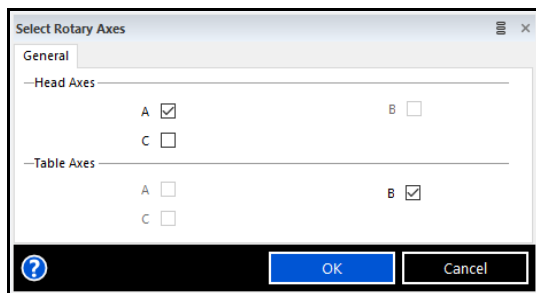 Select Rotary Axes
General
Head Axes
A B
C
Table Axes
A B
C
? OK Cancel